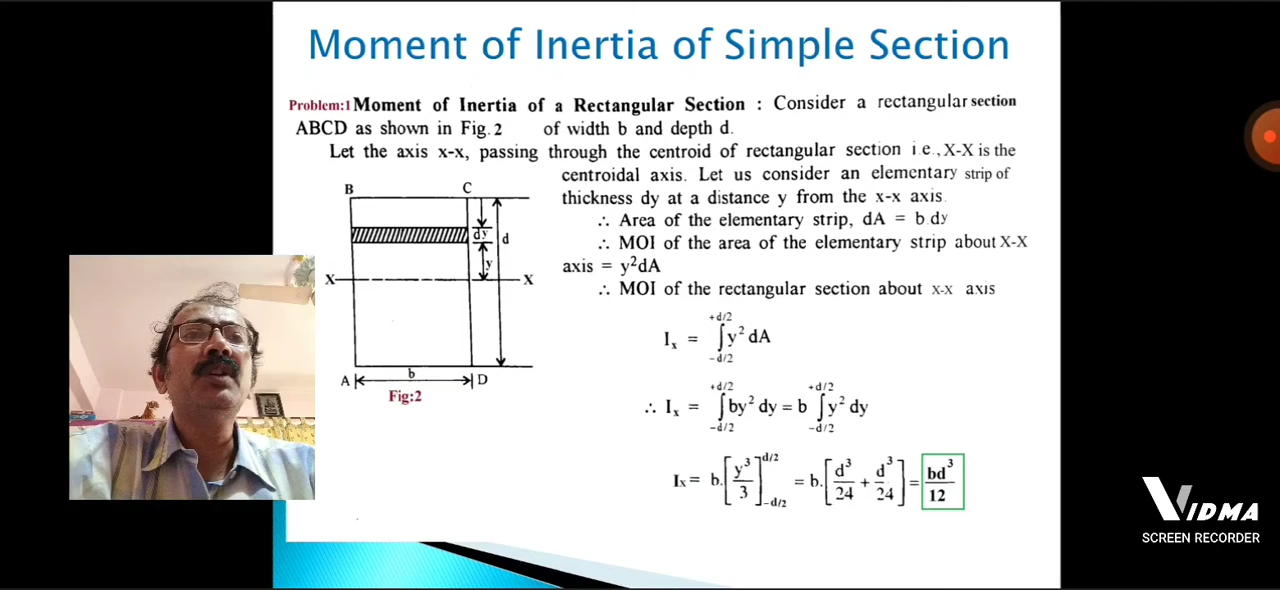 Moment of Inertia of Simple Section
Problem:1 Moment of Inertia of a Rectangular Section : Consider a rectangular section
ABCD as shown in Fig. 2 of width b and depth d.
Let the axis x-x, passing through the centroid of rectangular section i.e., X-X is the
centroidal axis. Let us consider an elementary strip of
thickness dy at a distance y from the x-x axis.
∴ Area of the elementary strip, dA = b.dy
∴ MOI of the area of the elementary strip about X-X
axis = y²dA
∴ MOI of the rectangular section about x-x axis
B C
dy d
y
X X
A b D
Fig:2
Iₓ = ∫_{-d/2}^{+d/2} y² dA
∴ Iₓ = ∫_{-d/2}^{+d/2} by² dy = b ∫_{-d/2}^{+d/2} y² dy
Iₓ = b.[y³/3]_{-d/2}^{d/2} = b.[d³/24 + d³/24] = bd³/12
VIDMA
SCREEN RECORDER